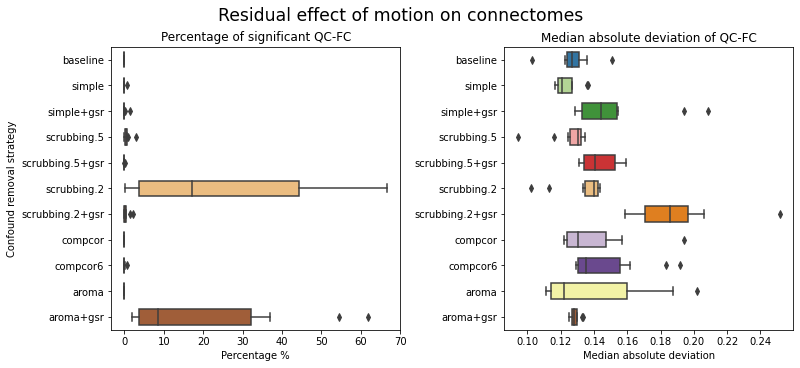 Residual effect of motion on connectomes
Percentage of significant QC-FC
Confound removal strategy
baseline
simple
simple+gsr
scrubbing.5
scrubbing.5+gsr
scrubbing.2
scrubbing.2+gsr
compcor
compcor6
aroma
aroma+gsr
0 10 20 30 40 50 60 70
Percentage %
Median absolute deviation of QC-FC
baseline
simple
simple+gsr
scrubbing.5
scrubbing.5+gsr
scrubbing.2
scrubbing.2+gsr
compcor
compcor6
aroma
aroma+gsr
0.10 0.12 0.14 0.16 0.18 0.20 0.22 0.24
Median absolute deviation